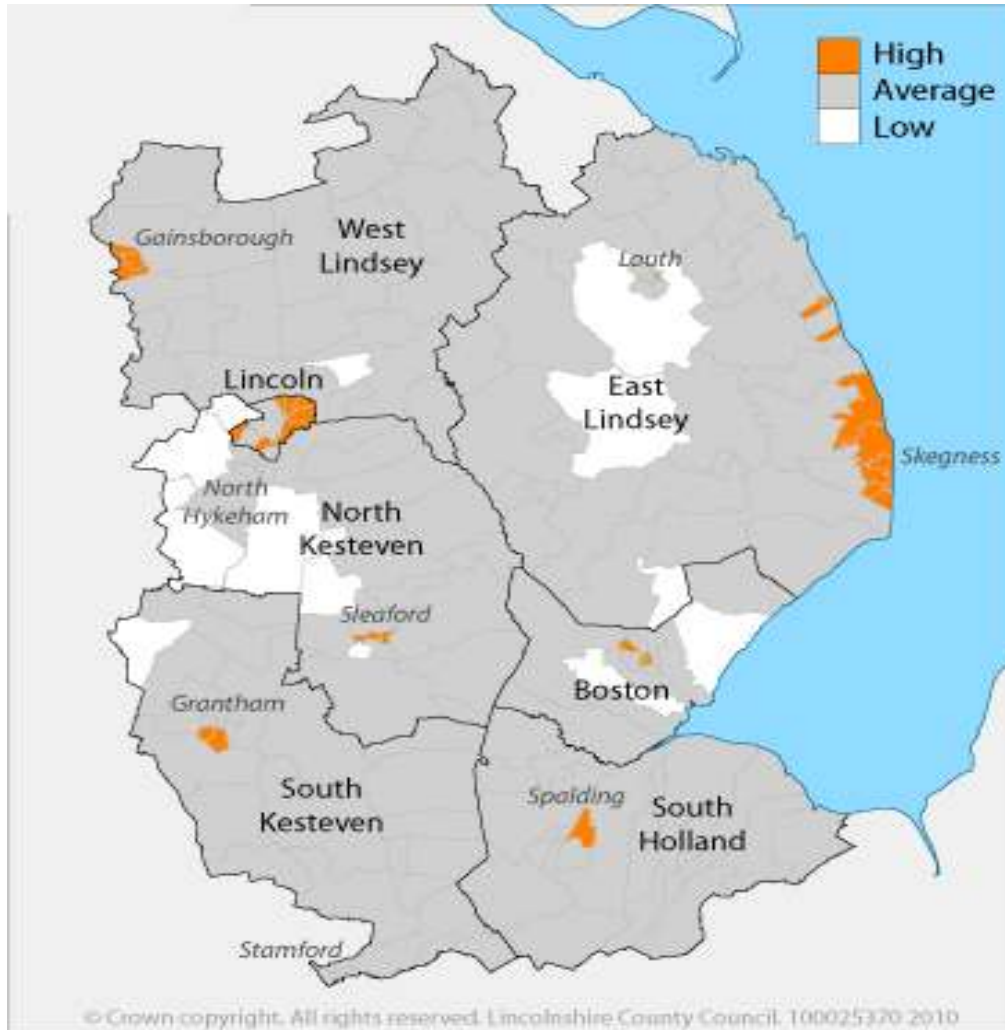 High
Average
Low
West
Lindsey
Gainsborough
Louth
Lincoln
East
Lindsey
Skegness
North
Hykeham
North
Kesteven
Sleaford
Boston
Grantham
South
Kesteven
Spalding
South
Holland
Stamford
© Crown copyright. All rights reserved. Lincolnshire County Council. 100025370 2010